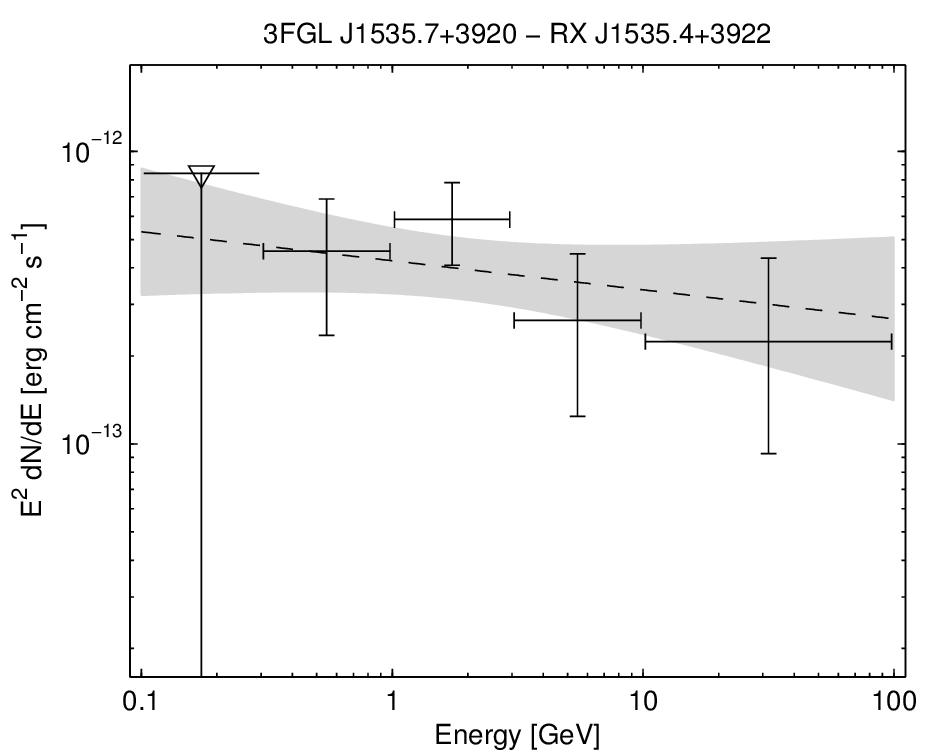 3FGL J1535.7+3920 − RX J1535.4+3922
10⁻¹²
10⁻¹³
E² dN/dE [erg cm⁻² s⁻¹]
0.1 1 10 100
Energy [GeV]